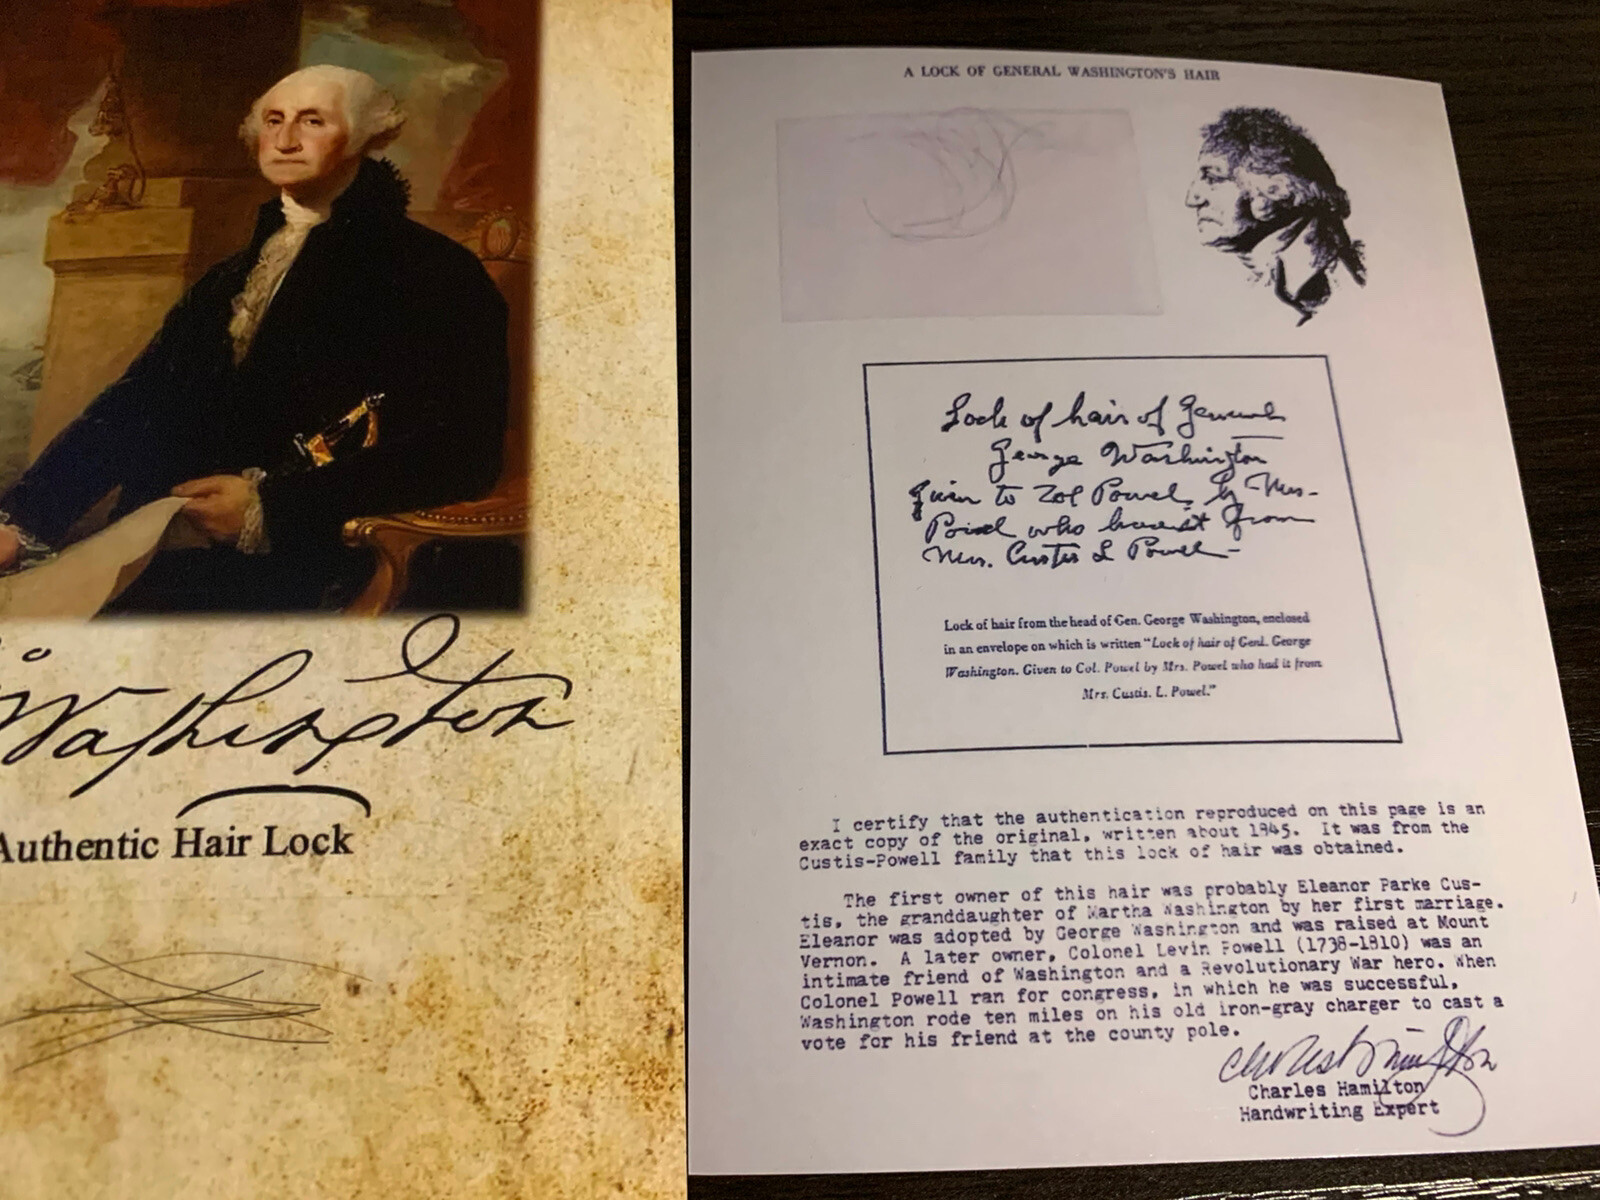 Washington
Authentic Hair Lock
A LOCK OF GENERAL WASHINGTON'S HAIR
Lock of hair of General
George Washington
Given to Col Powel by Mrs.
Powel who had it from
Mrs. Custis L Powel-
Lock of hair from the head of Gen. George Washington, enclosed
in an envelope on which is written "Lock of hair of Genl. George
Washington. Given to Col. Powel by Mrs. Powel who had it from
Mrs. Custis. L. Powel."
I certify that the authentication reproduced on this page is an
exact copy of the original, written about 1845. It was from the
Custis-Powell family that this lock of hair was obtained.
The first owner of this hair was probably Eleanor Parke Cus-
tis, the granddaughter of Martha Washington by her first marriage.
Eleanor was adopted by George Washington and was raised at Mount
Vernon. A later owner, Colonel Levin Powell (1738-1810) was an
intimate friend of Washington and a Revolutionary War hero. When
Colonel Powell ran for congress, in which he was successful,
Washington rode ten miles on his old iron-gray charger to cast a
vote for his friend at the county pole.
Charles Hamilton
Charles Hamilton
Handwriting Expert